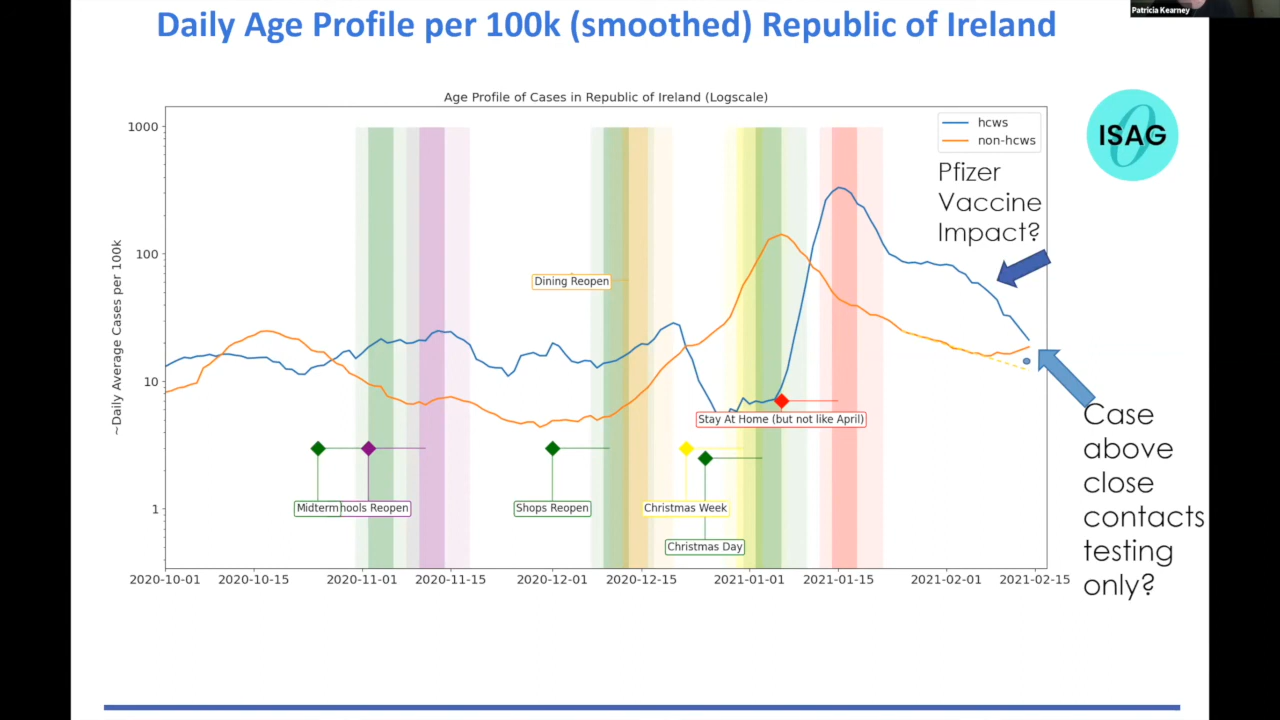 Patricia Kearney
Daily Age Profile per 100k (smoothed) Republic of Ireland
Age Profile of Cases in Republic of Ireland (Logscale)
hcws
non-hcws
ISAG
Pfizer
Vaccine
Impact?
~Daily Average Cases per 100k
1000
100
10
1
Dining Reopen
Stay At Home (but not like April)
Midterm
hools Reopen
Shops Reopen
Christmas Week
Christmas Day
2020-10-01
2020-10-15
2020-11-01
2020-11-15
2020-12-01
2020-12-15
2021-01-01
2021-01-15
2021-02-01
2021-02-15
Case
above
close
contacts
testing
only?